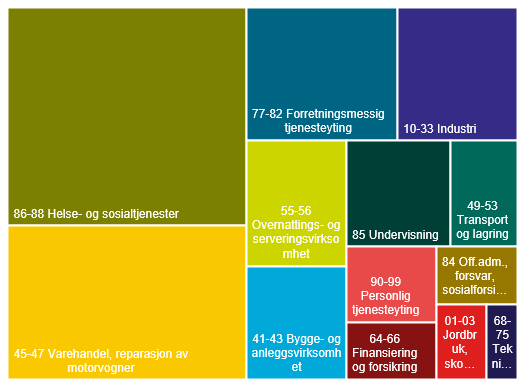 77-82 Forretningsmessig
tjenesteyting
10-33 Industri
86-88 Helse- og sosialtjenester
55-56
Overnattings- og
serveringsvirkso
mhet
85 Undervisning
49-53
Transport
og lagring
45-47 Varehandel, reparasjon av
motorvogner
41-43 Bygge- og
anleggsvirksomh
et
90-99
Personlig
tjenesteyting
84 Off.adm.,
forsvar,
sosialforsi...
64-66
Finansiering
og forsikring
01-03
Jordbr
uk,
sko...
68-
75
Tek
ni...